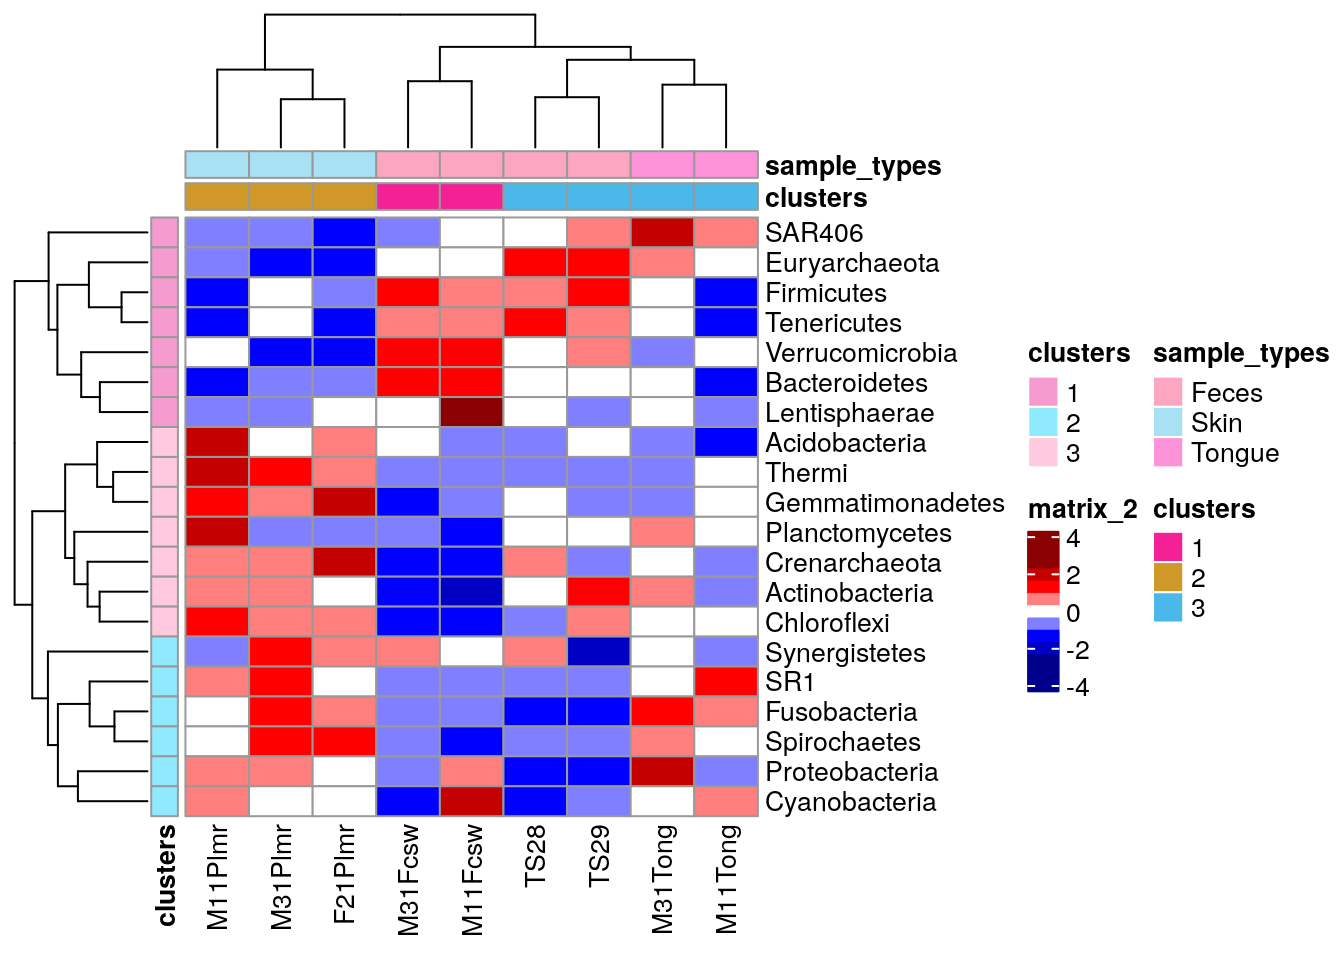 sample_types
clusters
SAR406
Euryarchaeota
Firmicutes
Tenericutes
Verrucomicrobia
Bacteroidetes
Lentisphaerae
Acidobacteria
Thermi
Gemmatimonadetes
Planctomycetes
Crenarchaeota
Actinobacteria
Chloroflexi
Synergistetes
SR1
Fusobacteria
Spirochaetes
Proteobacteria
Cyanobacteria
clusters
M11Plmr
M31Plmr
F21Plmr
M31Fcsw
M11Fcsw
TS28
TS29
M31Tong
M11Tong
clusters
1
2
3
sample_types
Feces
Skin
Tongue
matrix_2
4
2
0
-2
-4
clusters
1
2
3